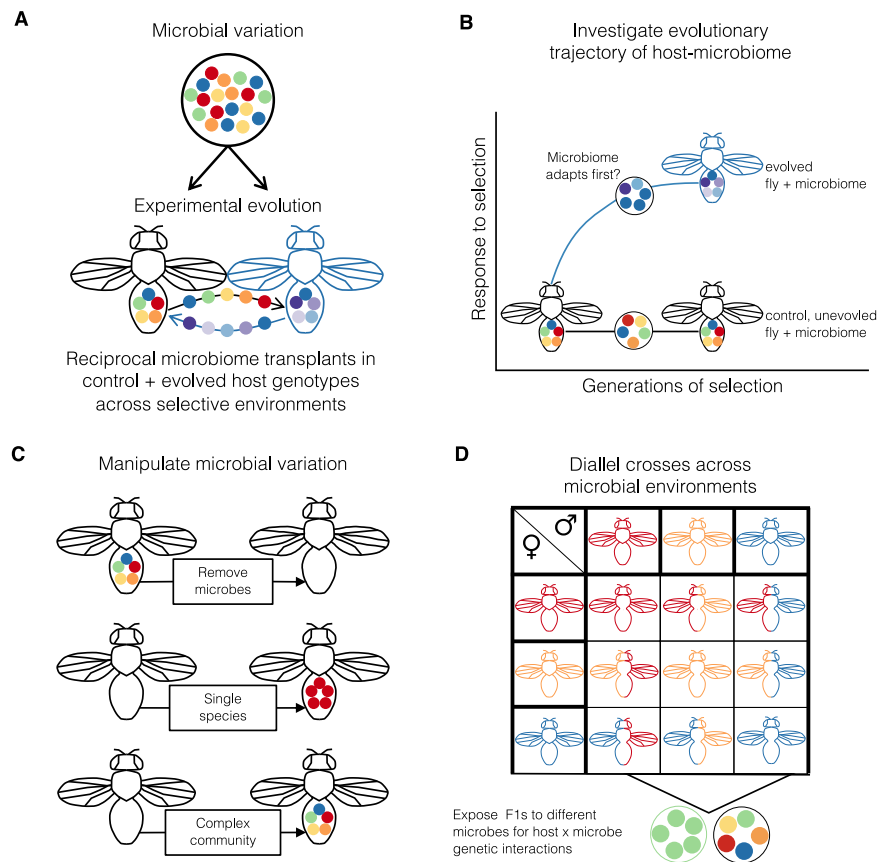 A
Microbial variation
Experimental evolution
Reciprocal microbiome transplants in
control + evolved host genotypes
across selective environments
B
Investigate evolutionary
trajectory of host-microbiome
Response to selection
Microbiome
adapts first?
evolved
fly + microbiome
control, unevovled
fly + microbiome
Generations of selection
C
Manipulate microbial variation
Remove
microbes
Single
species
Complex
community
D
Diallel crosses across
microbial environments
♂
♀
Expose F1s to different
microbes for host x microbe
genetic interactions